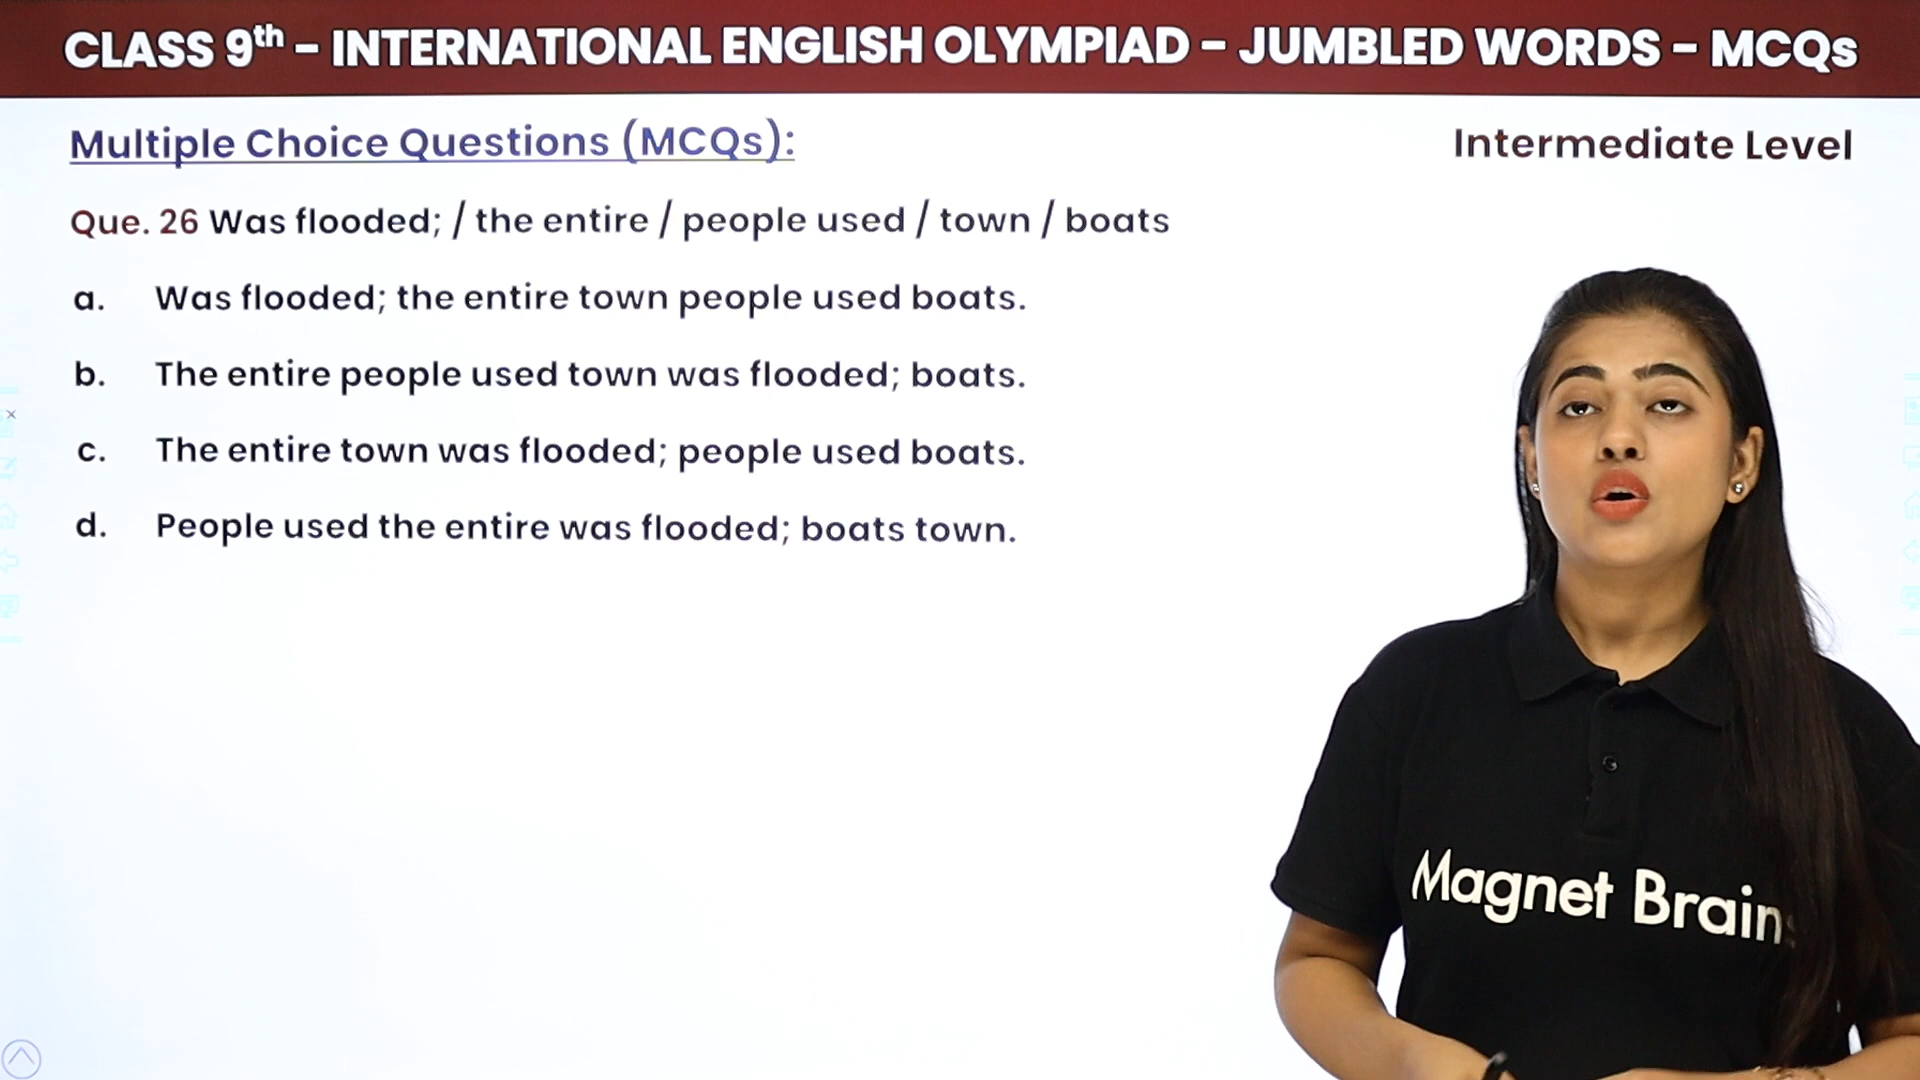 CLASS 9th – INTERNATIONAL ENGLISH OLYMPIAD – JUMBLED WORDS – MCQs
Multiple Choice Questions (MCQs):
Intermediate Level
Que. 26 Was flooded; / the entire / people used / town / boats
a. Was flooded; the entire town people used boats.
b. The entire people used town was flooded; boats.
c. The entire town was flooded; people used boats.
d. People used the entire was flooded; boats town.
Magnet Brains